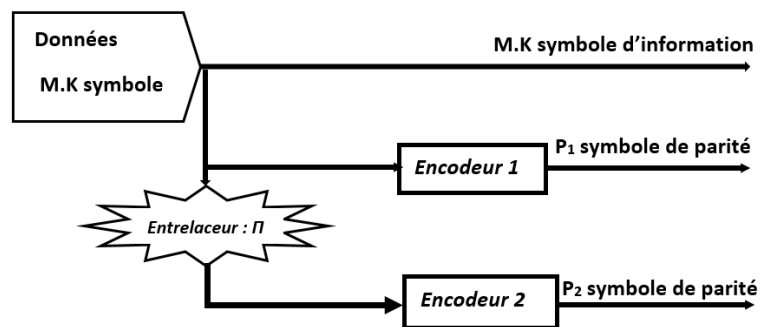 Données
M.K symbole
M.K symbole d'information
P₁ symbole de parité
Encodeur 1
Entrelaceur : Π
P₂ symbole de parité
Encodeur 2